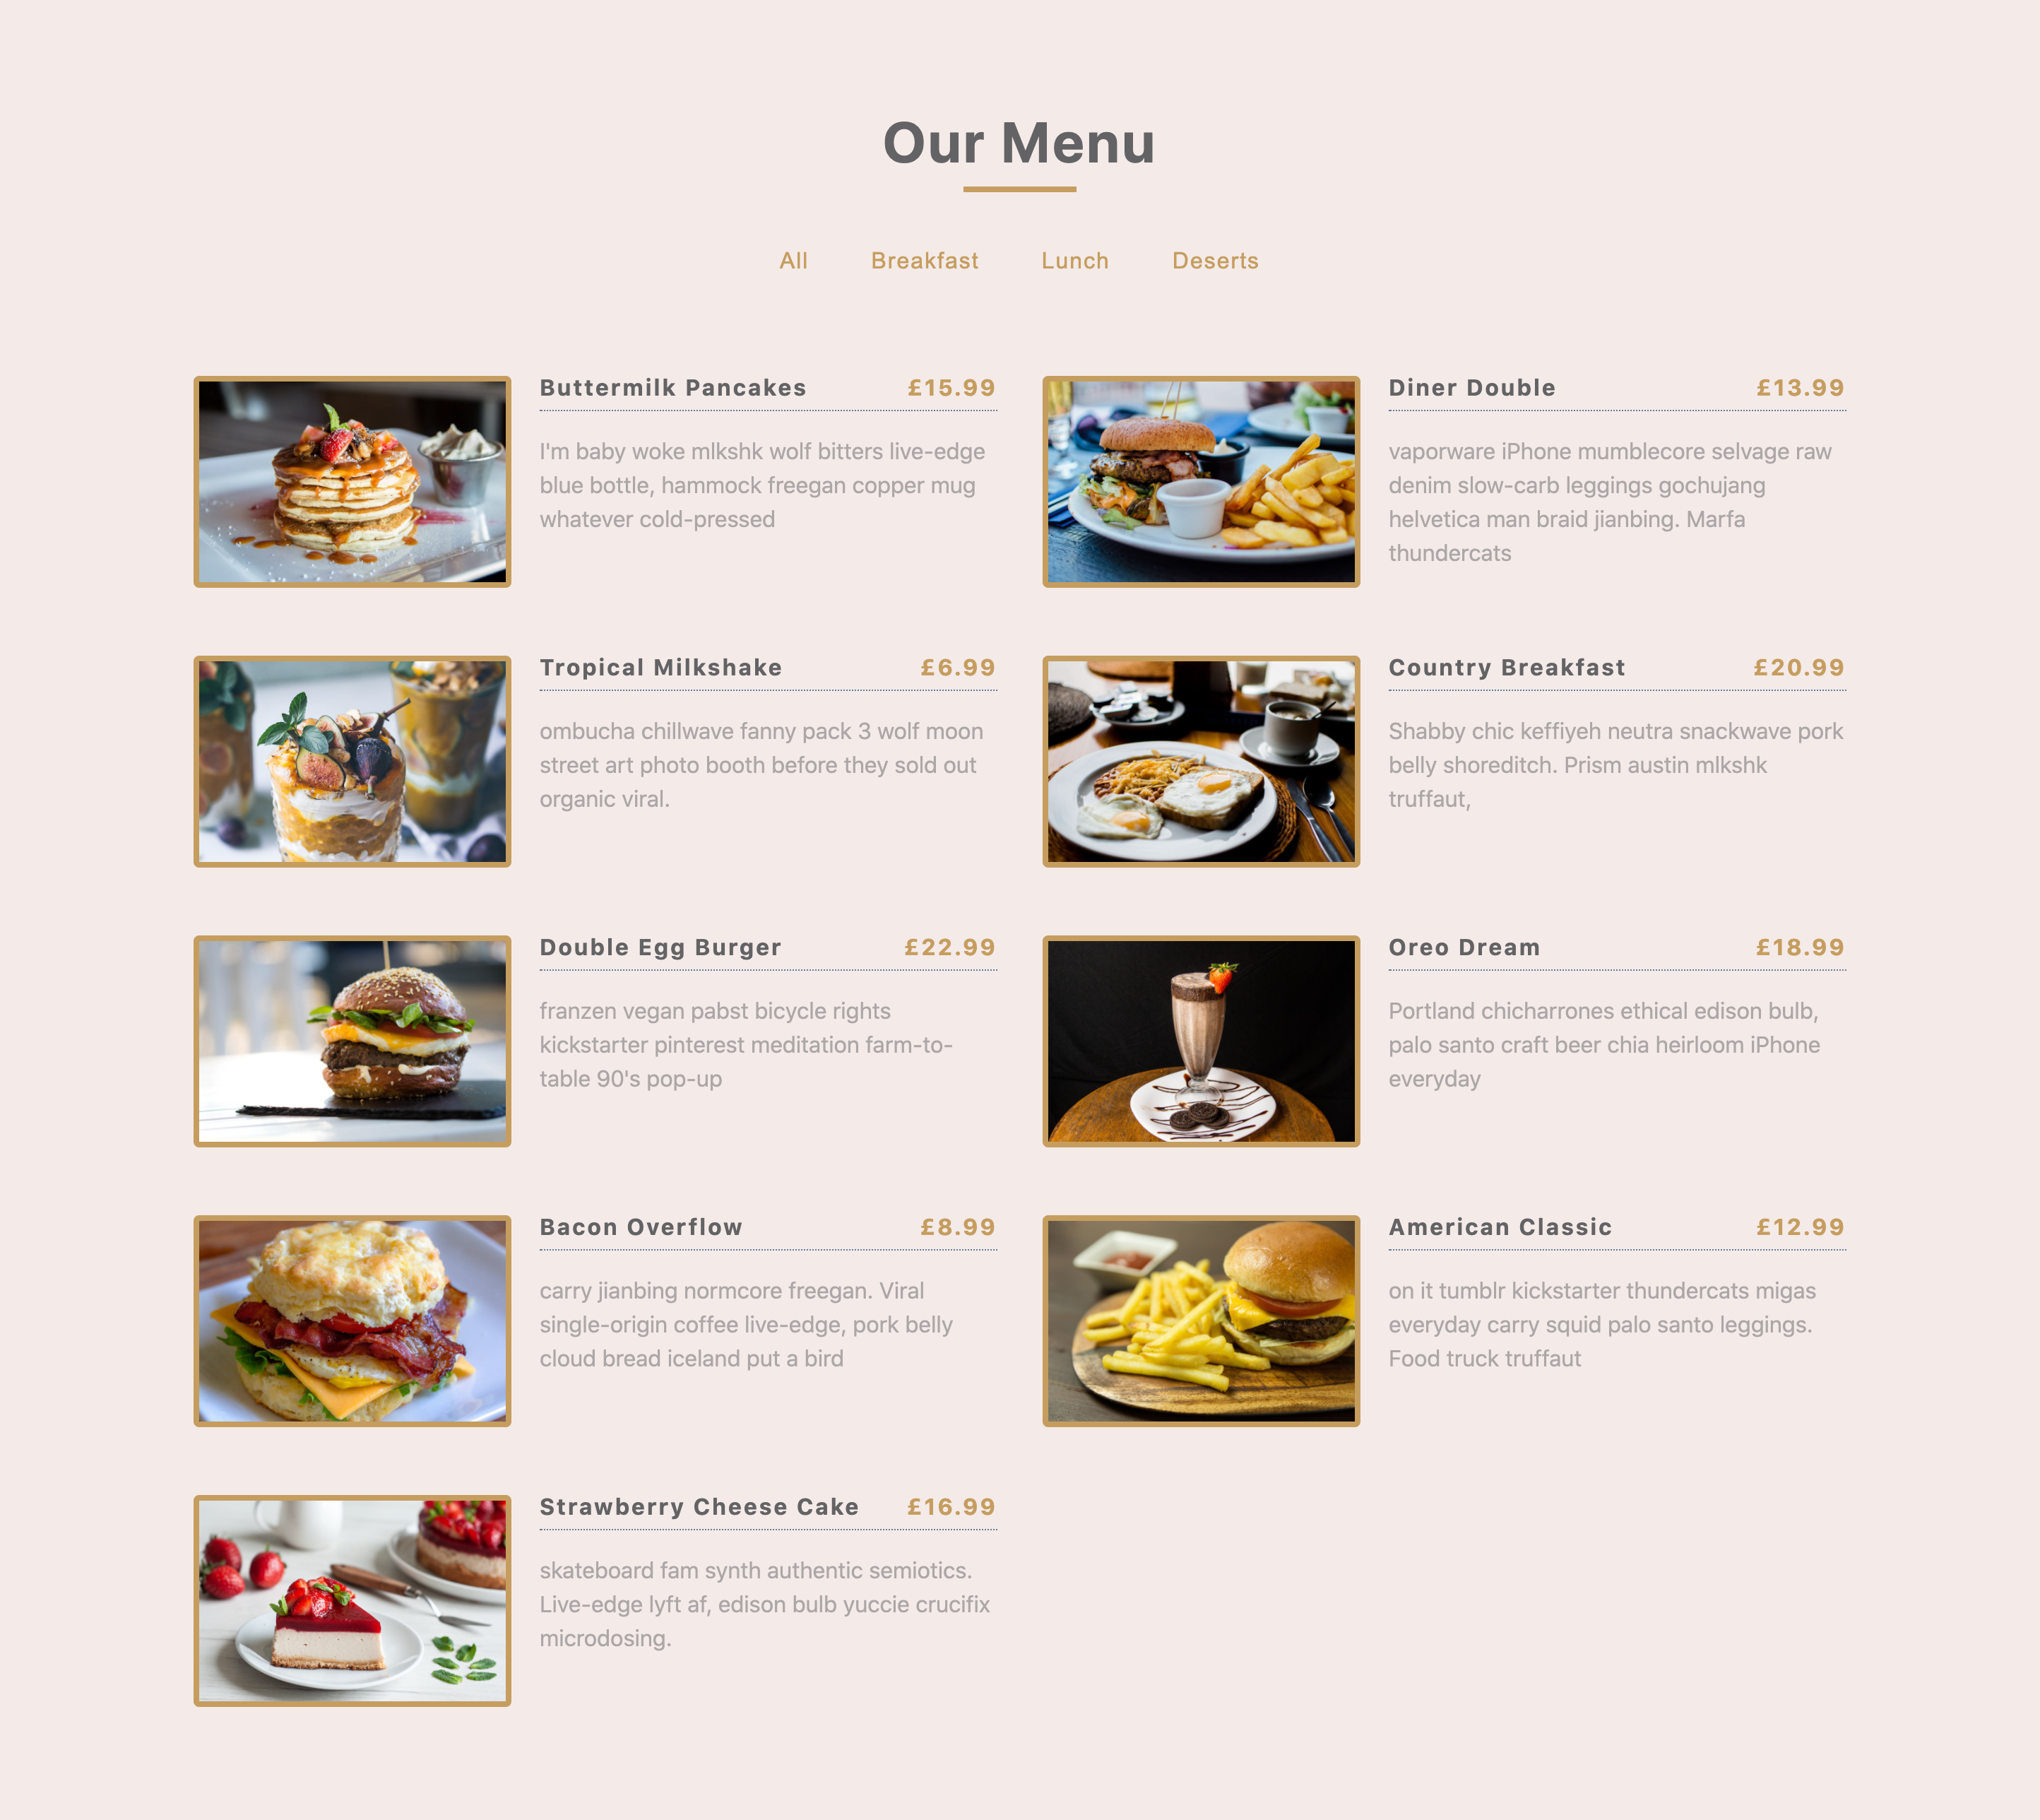 Our Menu
All Breakfast Lunch Deserts
Buttermilk Pancakes £15.99
I'm baby woke mlkshk wolf bitters live-edge
blue bottle, hammock freegan copper mug
whatever cold-pressed
Diner Double £13.99
vaporware iPhone mumblecore selvage raw
denim slow-carb leggings gochujang
helvetica man braid jianbing. Marfa
thundercats
Tropical Milkshake £6.99
ombucha chillwave fanny pack 3 wolf moon
street art photo booth before they sold out
organic viral.
Country Breakfast £20.99
Shabby chic keffiyeh neutra snackwave pork
belly shoreditch. Prism austin mlkshk
truffaut,
Double Egg Burger £22.99
franzen vegan pabst bicycle rights
kickstarter pinterest meditation farm-to-
table 90's pop-up
Oreo Dream £18.99
Portland chicharrones ethical edison bulb,
palo santo craft beer chia heirloom iPhone
everyday
Bacon Overflow £8.99
carry jianbing normcore freegan. Viral
single-origin coffee live-edge, pork belly
cloud bread iceland put a bird
American Classic £12.99
on it tumblr kickstarter thundercats migas
everyday carry squid palo santo leggings.
Food truck truffaut
Strawberry Cheese Cake £16.99
skateboard fam synth authentic semiotics.
Live-edge lyft af, edison bulb yuccie crucifix
microdosing.